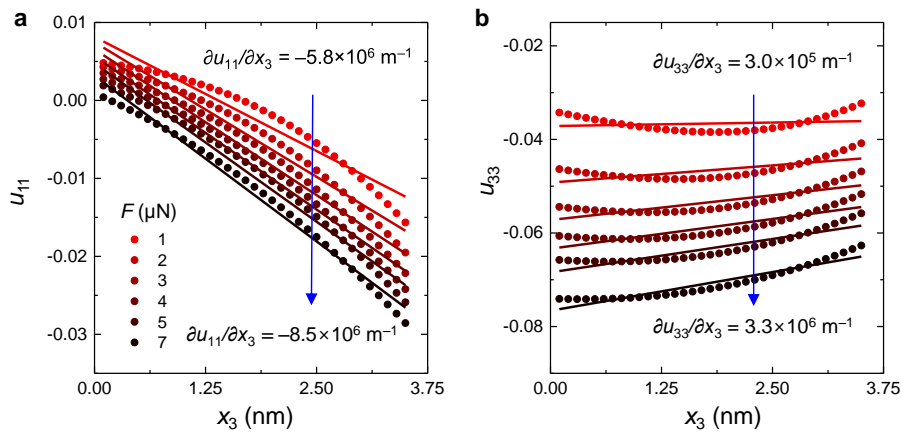 a
0.01
0.00
-0.01
-0.02
-0.03
u11
∂u11/∂x3 = −5.8×10⁶ m⁻¹
F (μN)
1
2
3
4
5
7
∂u11/∂x3 = −8.5×10⁶ m⁻¹
0.00 1.25 2.50 3.75
x3 (nm)
b
-0.02
-0.04
-0.06
-0.08
u33
∂u33/∂x3 = 3.0×10⁵ m⁻¹
∂u33/∂x3 = 3.3×10⁶ m⁻¹
0.00 1.25 2.50 3.75
x3 (nm)